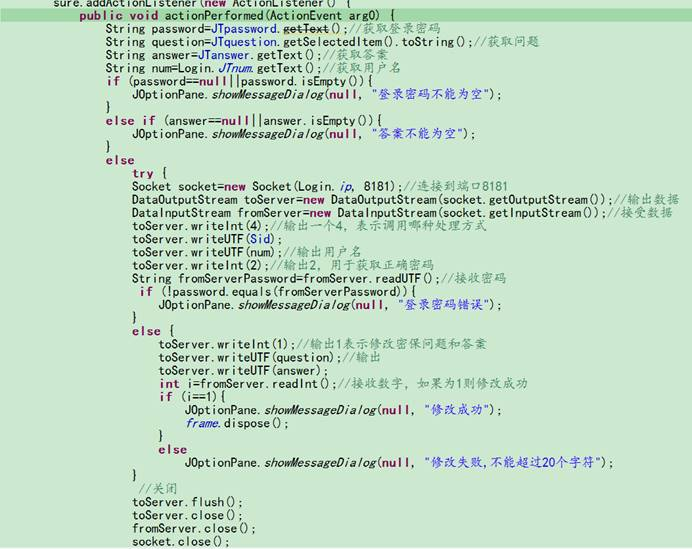 sure.addActionListener(new ActionListener() {
public void actionPerformed(ActionEvent arg0) {
String password=JTpassword.getText();//获取登录密码
String question=JTquestion.getSelectedItem().toString();//获取问题
String answer=JTanswer.getText();//获取答案
String num=Login.JTnum.getText();//获取用户名
if (password==null||password.isEmpty()){
JOptionPane.showMessageDialog(null, "登录密码不能为空");
}
else if (answer==null||answer.isEmpty()){
JOptionPane.showMessageDialog(null, "答案不能为空");
}
else
try {
Socket socket=new Socket(Login.ip, 8181);//连接到端口8181
DataOutputStream toServer=new DataOutputStream(socket.getOutputStream());//输出数据
DataInputStream fromServer=new DataInputStream(socket.getInputStream());//接受数据
toServer.writeInt(4);//输出一个4, 表示调用哪种处理方式
toServer.writeUTF(Sid);
toServer.writeUTF(num);//输出用户名
toServer.writeInt(2);//输出2, 用于获取正确密码
String fromServerPassword=fromServer.readUTF();//接收密码
if (!password.equals(fromServerPassword)){
JOptionPane.showMessageDialog(null, "登录密码错误");
}
else {
toServer.writeInt(1);//输出1表示修改密保问题和答案
toServer.writeUTF(question);//输出
toServer.writeUTF(answer);
int i=fromServer.readInt();//接收数字, 如果为1则修改成功
if (i==1){
JOptionPane.showMessageDialog(null, "修改成功");
frame.dispose();
}
else
JOptionPane.showMessageDialog(null, "修改失败,不能超过20个字符");
}
//关闭
toServer.flush();
toServer.close();
fromServer.close();
socket.close();